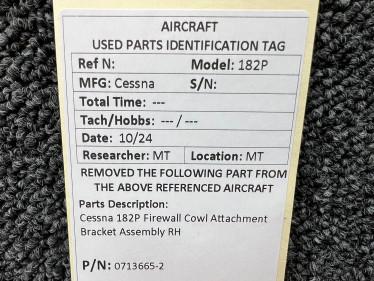 AIRCRAFT
USED PARTS IDENTIFICATION TAG
Ref N: Model: 182P
MFG: Cessna S/N:
Total Time: ---
Tach/Hobbs: --- / ---
Date: 10/24
Researcher: MT Location: MT
REMOVED THE FOLLOWING PART FROM
THE ABOVE REFERENCED AIRCRAFT
Parts Description:
Cessna 182P Firewall Cowl Attachment
Bracket Assembly RH
P/N: 0713665-2